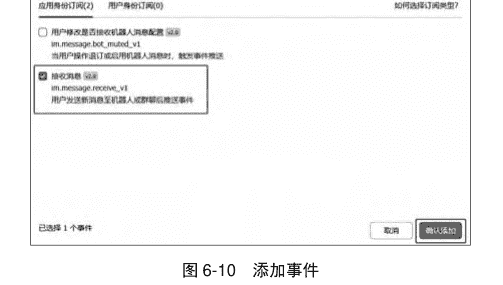 应用身份订阅(2) 用户身份订阅(0) 如何选择订阅类型?
用户修改是否接收机器人消息配置 v2.0
im.message.bot_muted_v1
当用户操作退订或启用机器人消息时，触发事件推送
接收消息 v2.0
im.message.receive_v1
用户发送新消息至机器人或群聊后推送事件
已选择 1 个事件
取消 确认添加
图 6-10 添加事件